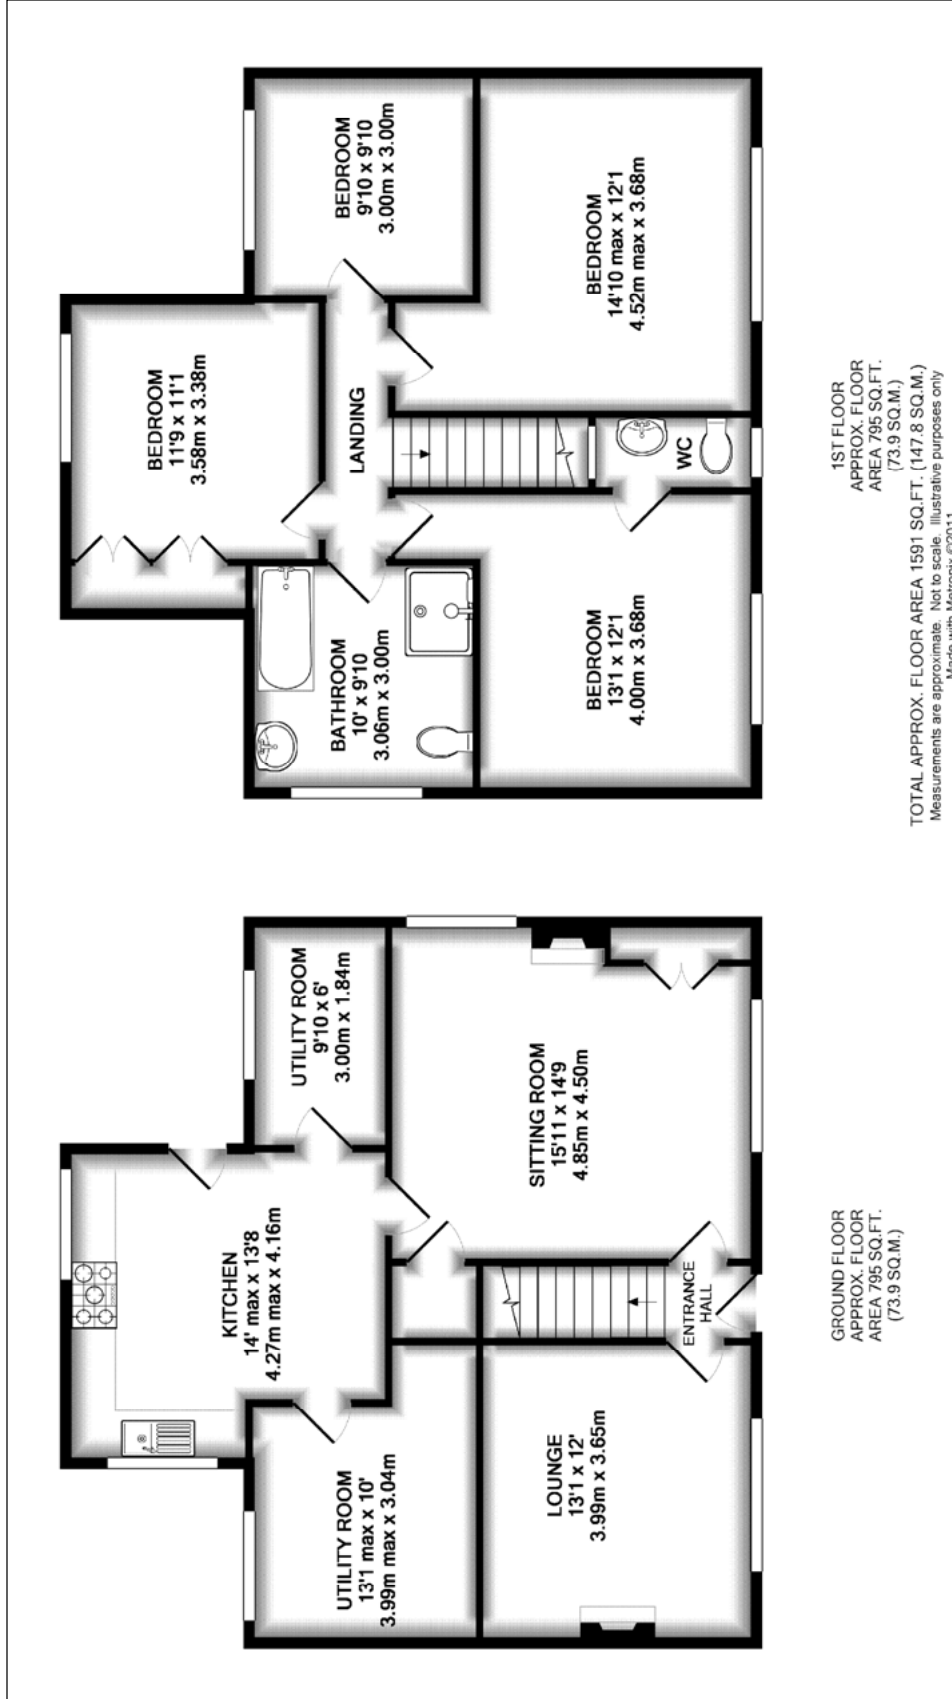 UTILITY ROOM
13'1 max x 10'
3.99m max x 3.04m
KITCHEN
14' max x 13'8
4.27m max x 4.16m
UTILITY ROOM
9'10 x 6'
3.00m x 1.84m
LOUNGE
13'1 x 12'
3.99m x 3.65m
ENTRANCE
HALL
SITTING ROOM
15'11 x 14'9
4.85m x 4.50m
GROUND FLOOR
APPROX. FLOOR
AREA 795 SQ.FT.
(73.9 SQ.M.)
BEDROOM
11'9 x 11'1
3.58m x 3.38m
BATHROOM
10' x 9'10
3.06m x 3.00m
LANDING
BEDROOM
9'10 x 9'10
3.00m x 3.00m
BEDROOM
13'1 x 12'1
4.00m x 3.68m
WC
BEDROOM
14'10 max x 12'1
4.52m max x 3.68m
1ST FLOOR
APPROX. FLOOR
AREA 795 SQ.FT.
(73.9 SQ.M.)
TOTAL APPROX. FLOOR AREA 1591 SQ.FT. (147.8 SQ.M.)
Measurements are approximate. Not to scale. Illustrative purposes only
Made with Metropix ©2011